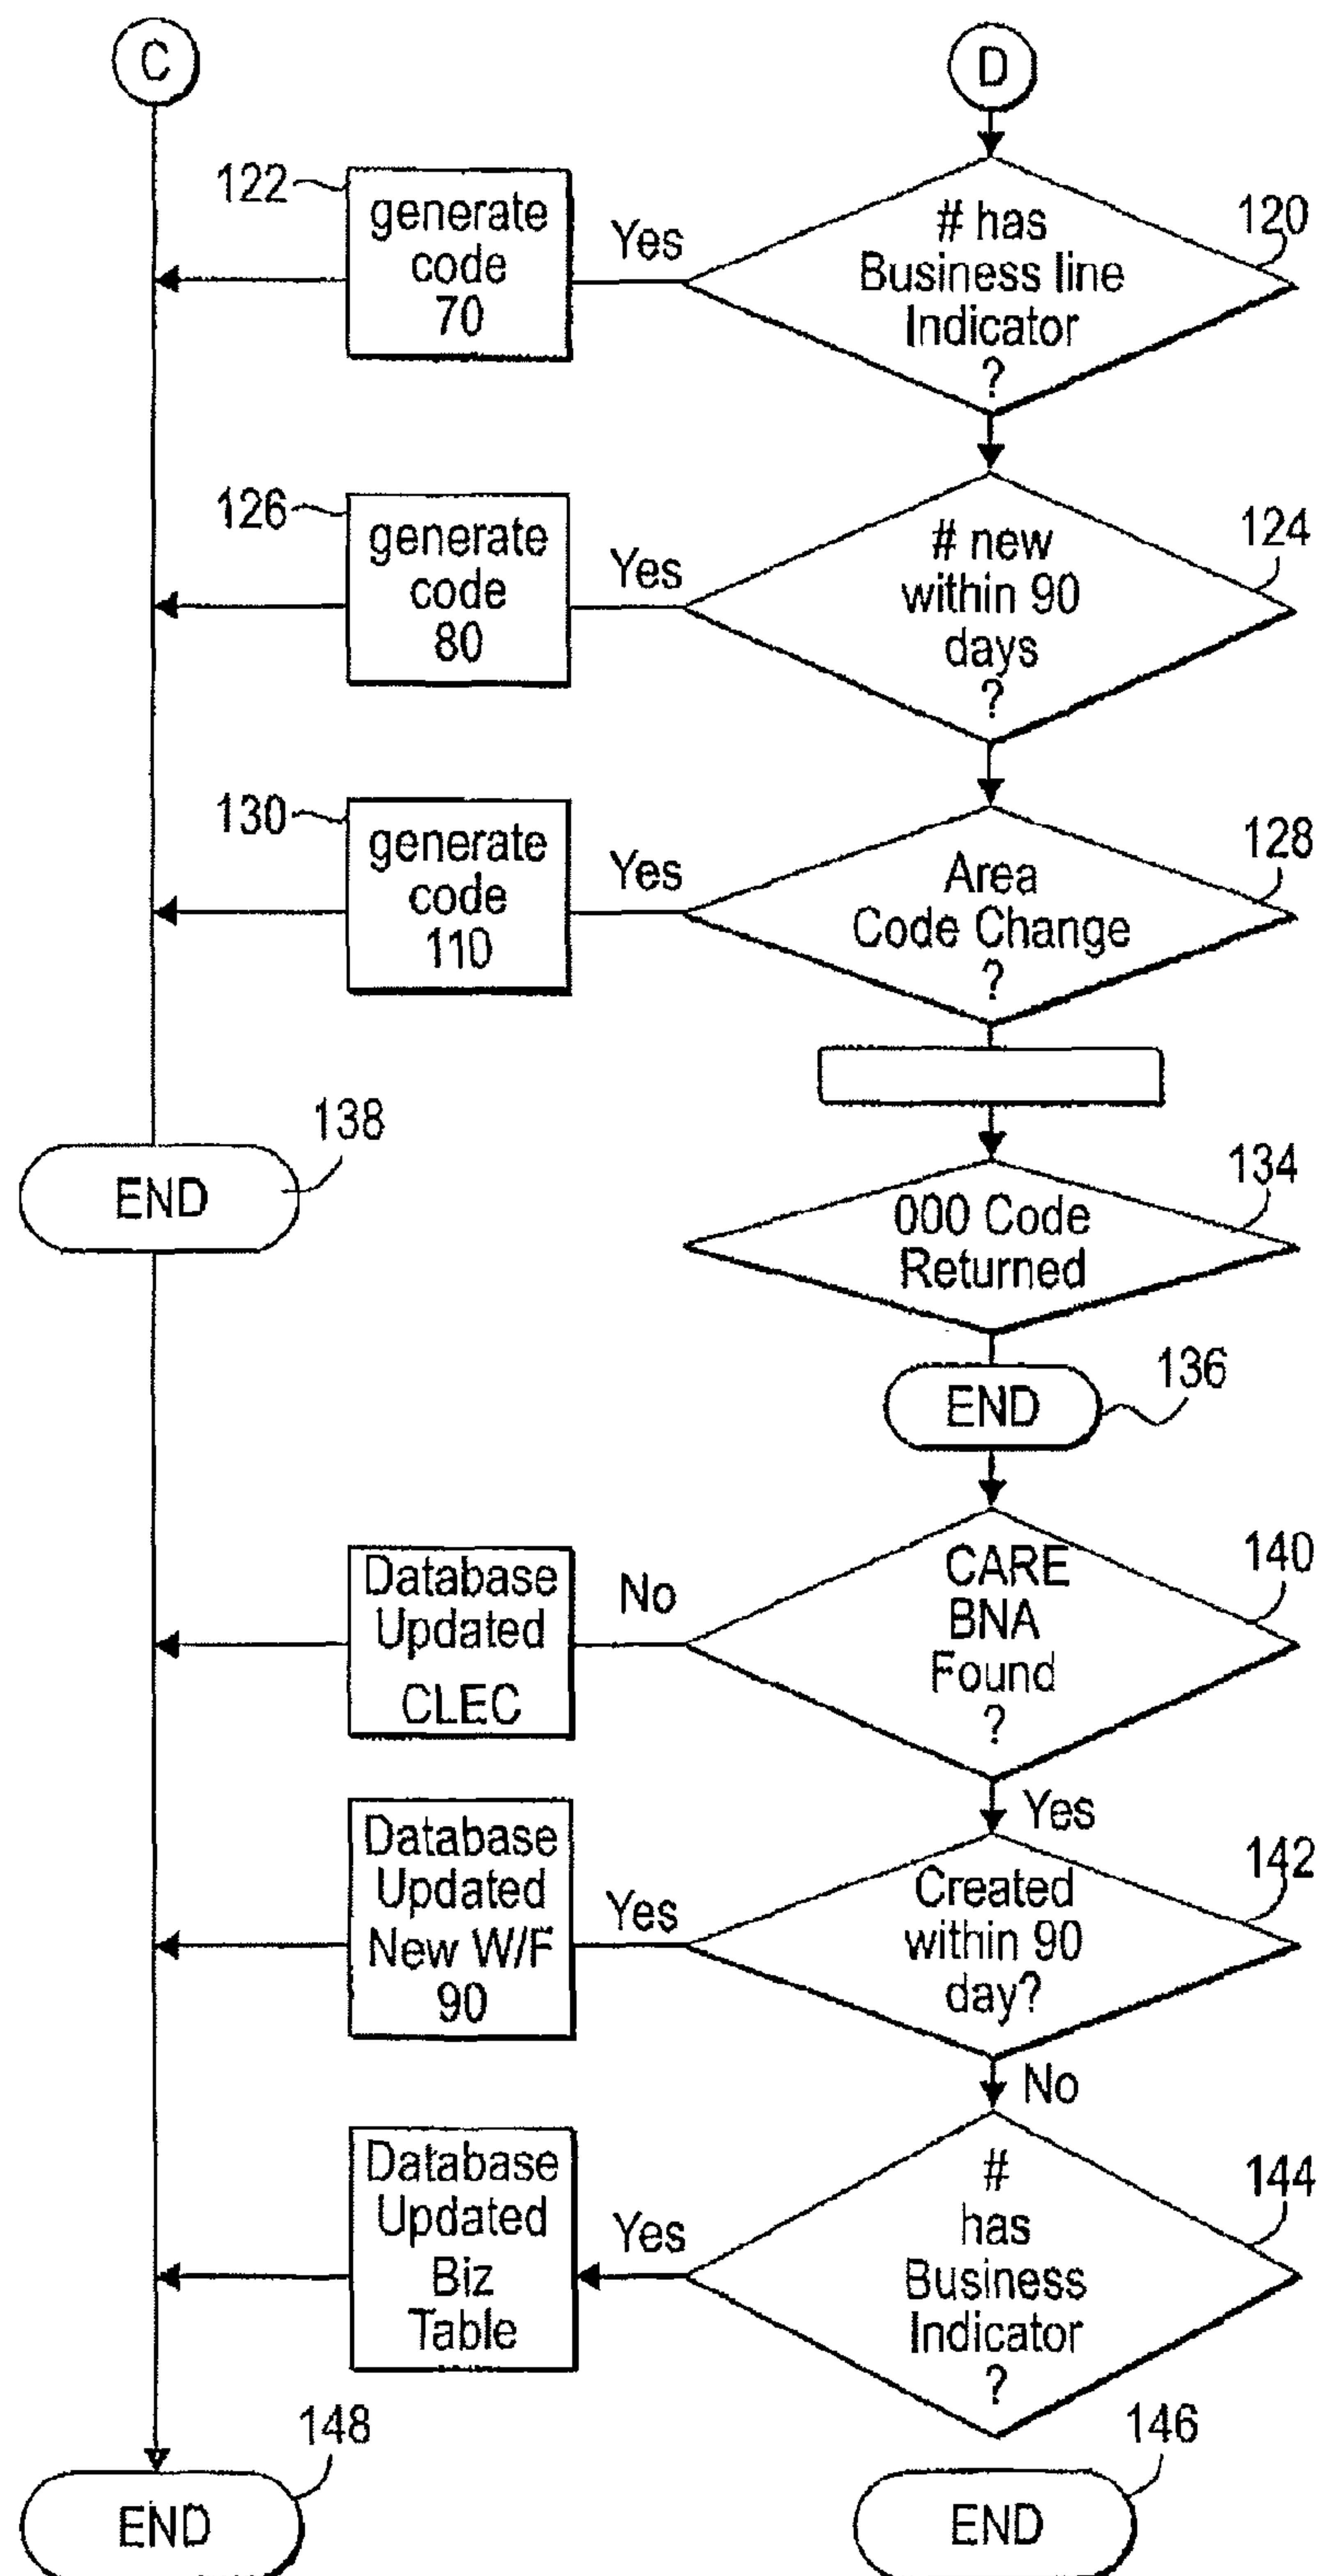 C
D
122
generate
code
70
Yes
# has
Business line
Indicator
?
120
126
generate
code
80
Yes
# new
within 90
days
?
124
130
generate
code
110
Yes
Area
Code Change
?
128
END
138
000 Code
Returned
134
END
136
Database
Updated
CLEC
No
CARE
BNA
Found
?
140
Yes
Database
Updated
New W/F
90
Yes
Created
within 90
day?
142
No
Database
Updated
Biz
Table
Yes
#
has
Business
Indicator
?
144
END
148
END
146